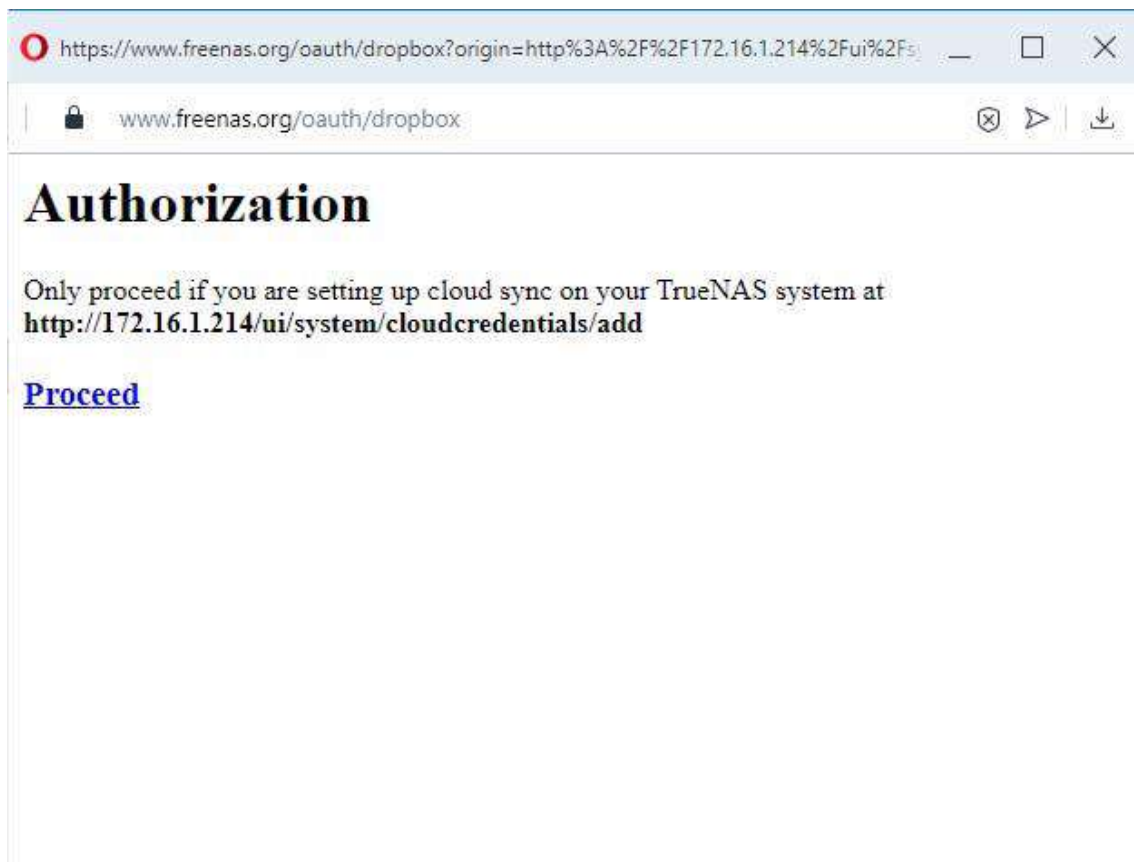 https://www.freenas.org/oauth/dropbox?origin=http%3A%2F%2F172.16.1.214%2Fui%2Fs
www.freenas.org/oauth/dropbox
Authorization
Only proceed if you are setting up cloud sync on your TrueNAS system at
http://172.16.1.214/ui/system/cloudcredentials/add
Proceed